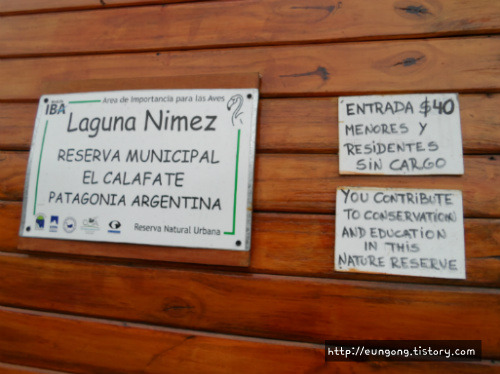 IBA
Area de Importancia para las Aves
Laguna Nimez
RESERVA MUNICIPAL
EL CALAFATE
PATAGONIA ARGENTINA
Reserva Natural Urbana
ENTRADA $40
MENORES Y
RESIDENTES
SIN CARGO
YOU CONTRIBUTE
TO CONSERVATION
AND EDUCATION
IN THIS
NATURE RESERVE
http://eungong.tistory.com